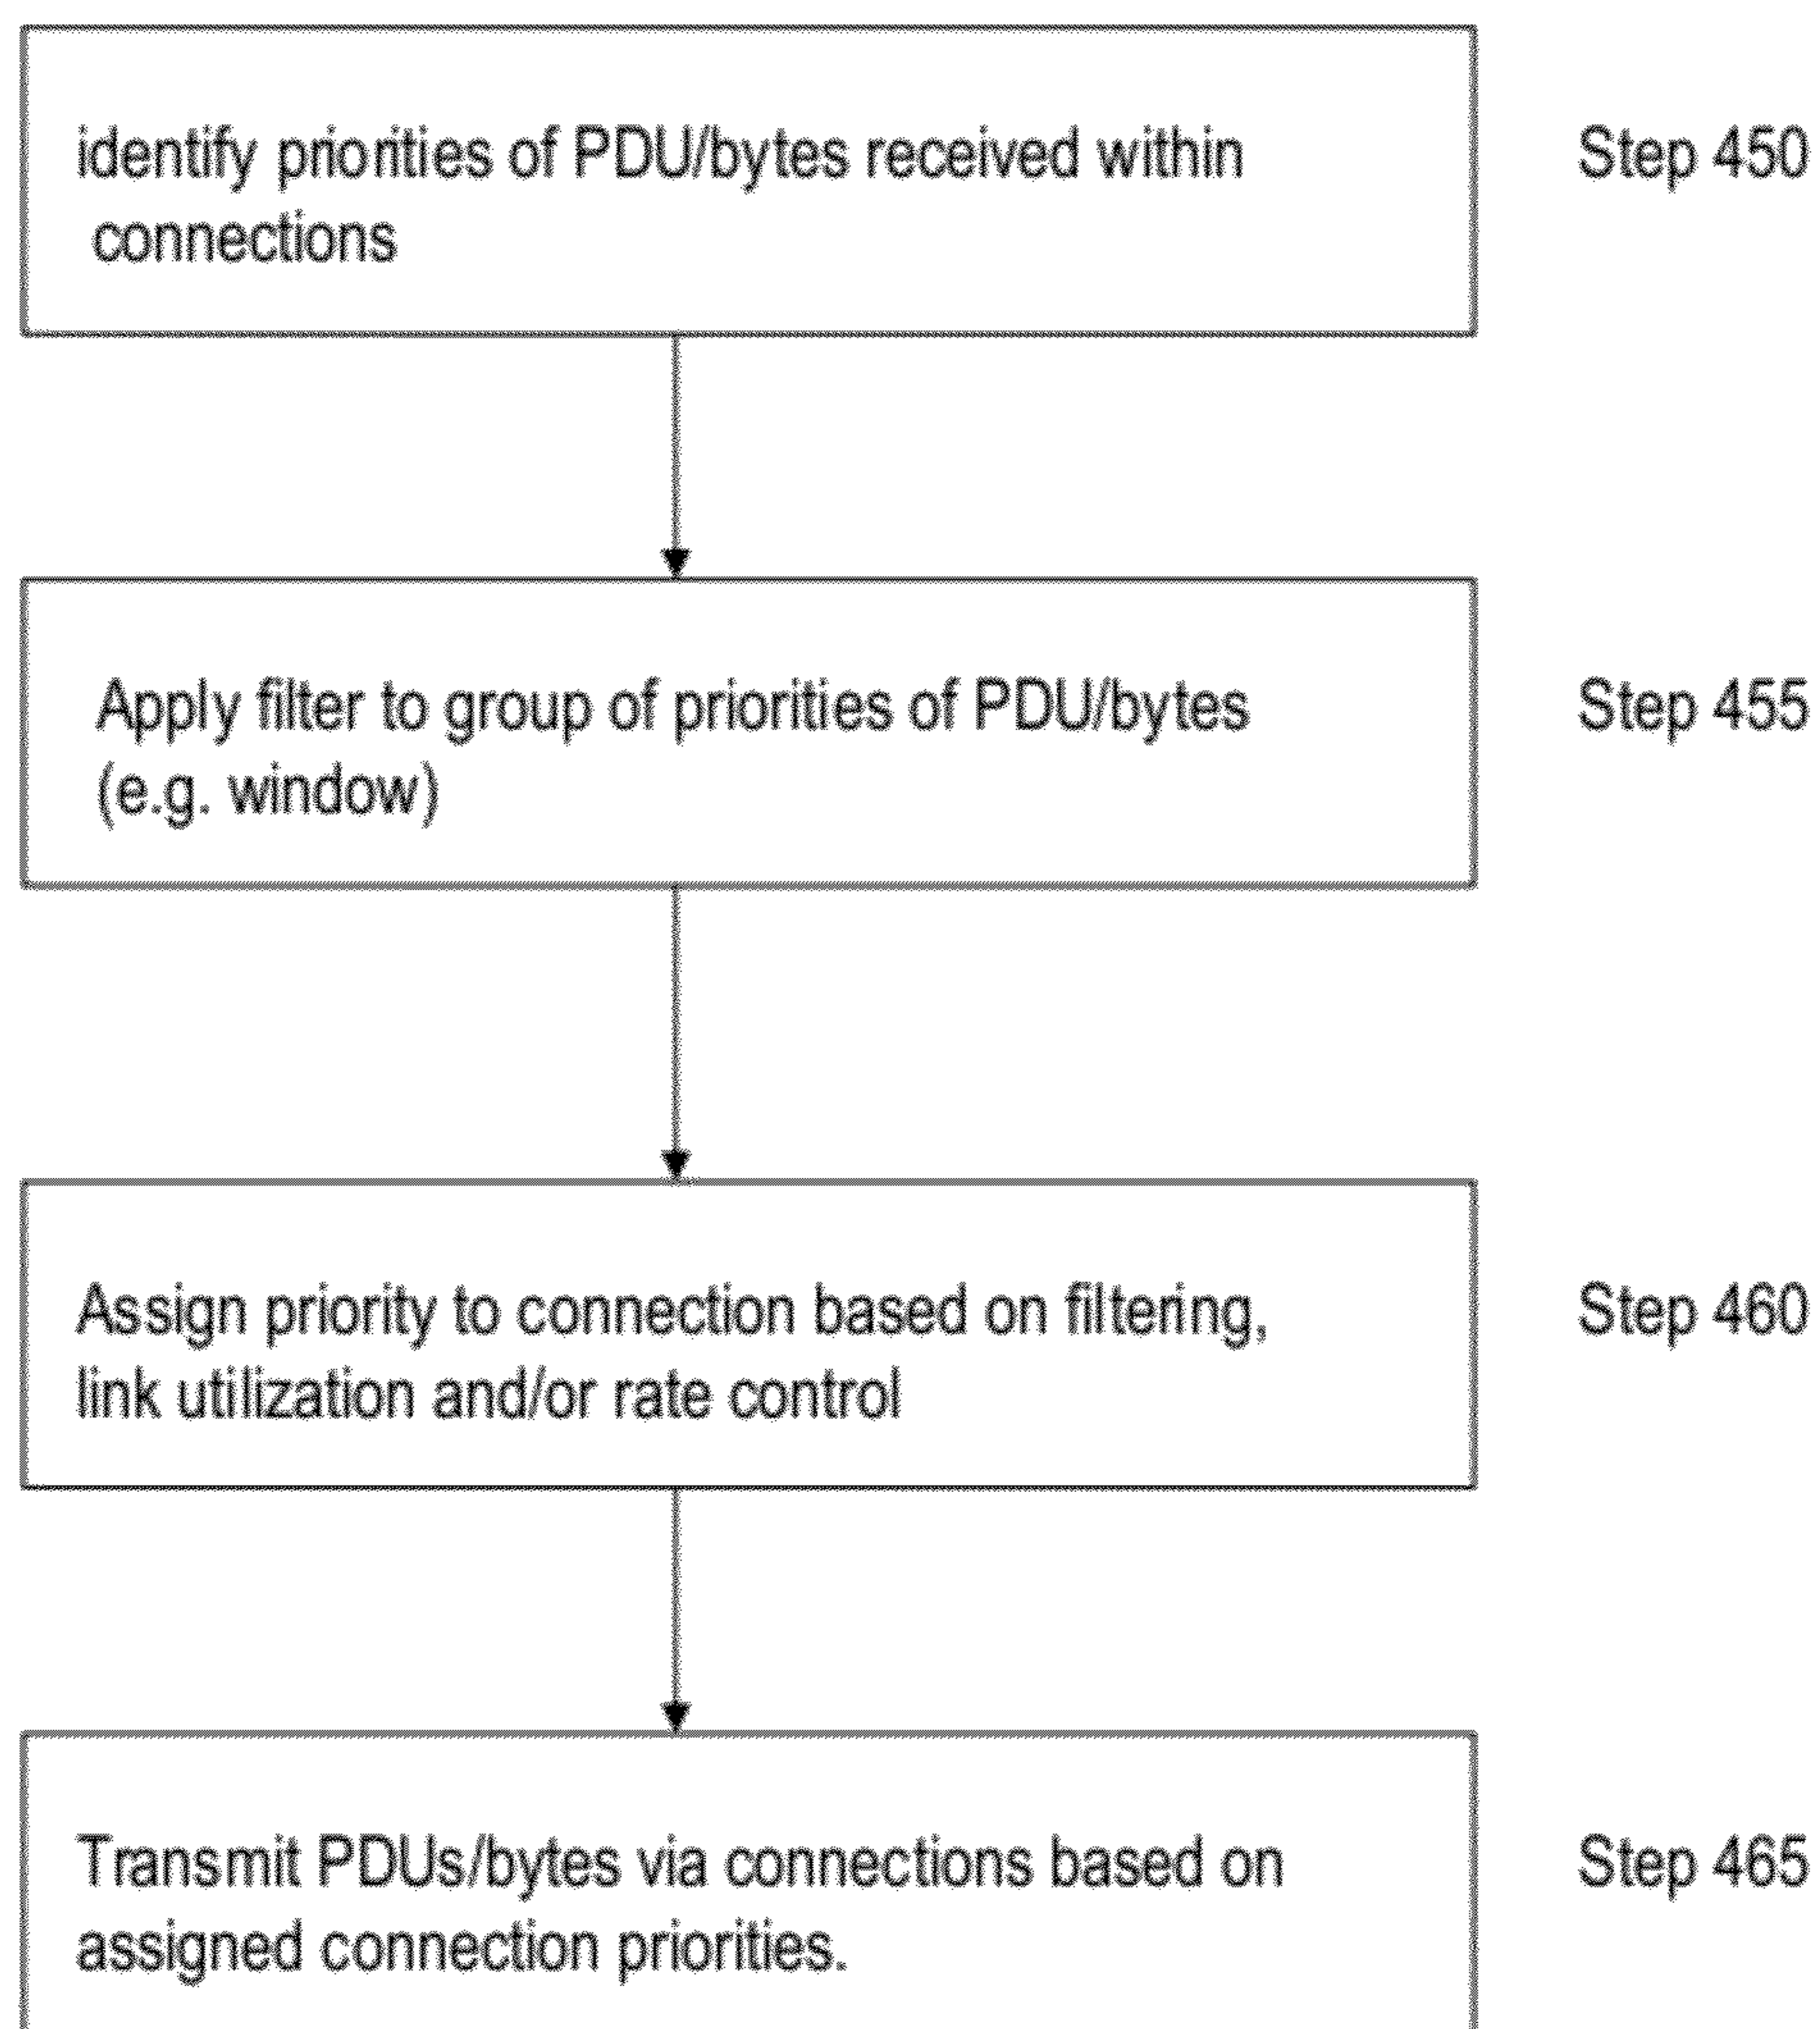 identify priorities of PDU/bytes received within
connections
Step 450
Apply filter to group of priorities of PDU/bytes
(e.g. window)
Step 455
Assign priority to connection based on filtering,
link utilization and/or rate control
Step 460
Transmit PDUs/bytes via connections based on
assigned connection priorities.
Step 465